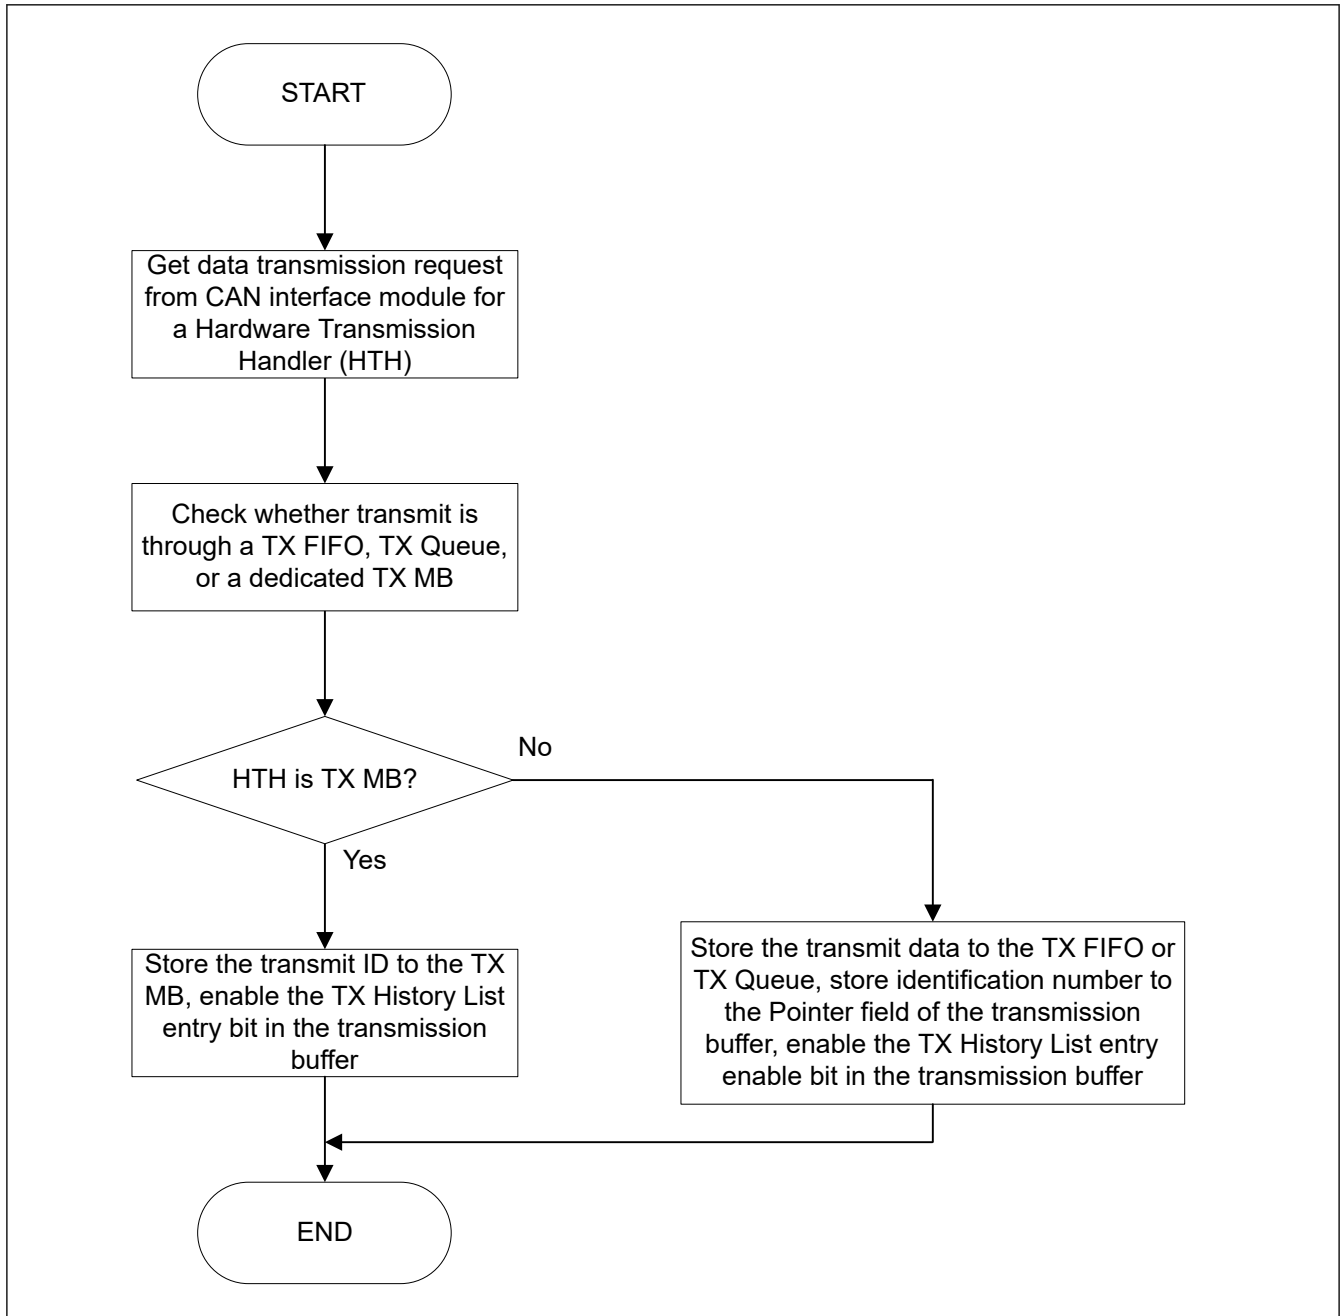 START
Get data transmission request
from CAN interface module for
a Hardware Transmission
Handler (HTH)
Check whether transmit is
through a TX FIFO, TX Queue,
or a dedicated TX MB
HTH is TX MB?
No
Yes
Store the transmit ID to the TX
MB, enable the TX History List
entry bit in the transmission
buffer
Store the transmit data to the TX FIFO or
TX Queue, store identification number to
the Pointer field of the transmission
buffer, enable the TX History List entry
enable bit in the transmission buffer
END